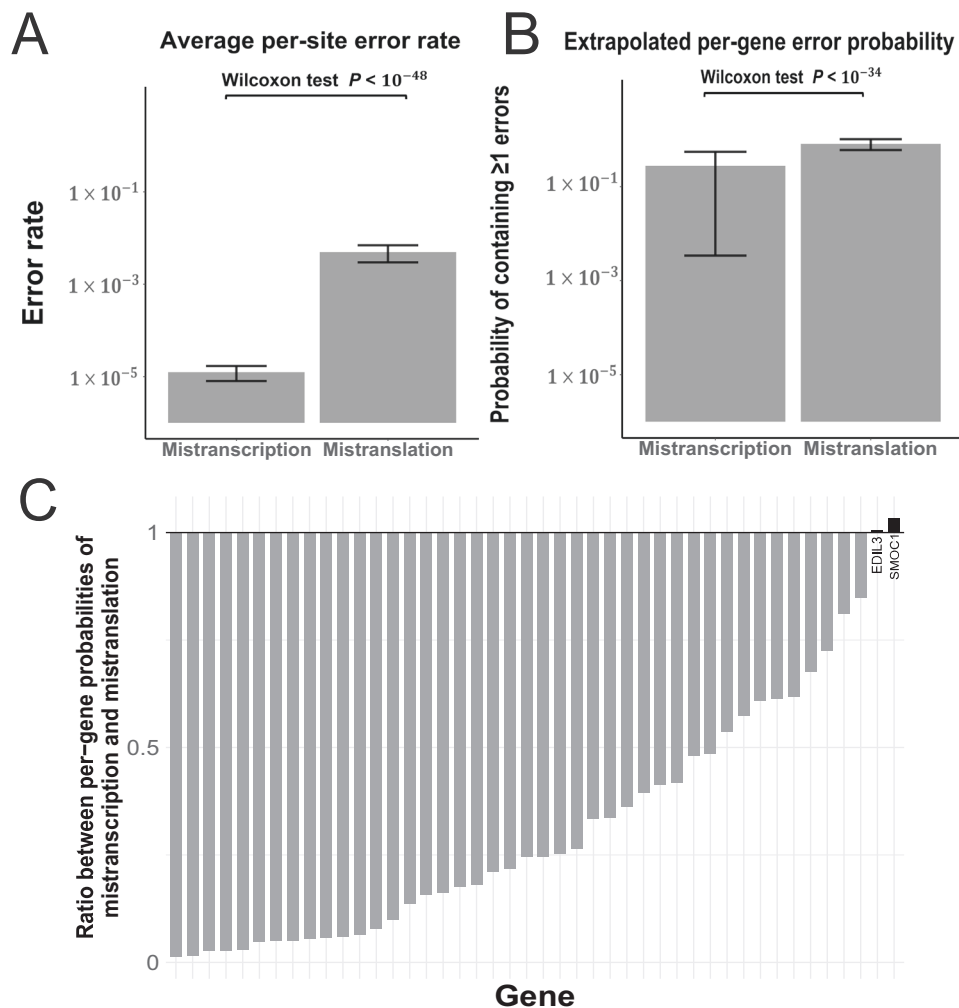 A
Average per-site error rate
Wilcoxon test P < 10⁻⁴⁸
Error rate
1 × 10⁻¹
1 × 10⁻³
1 × 10⁻⁵
Mistranscription Mistranslation
B
Extrapolated per-gene error probability
Wilcoxon test P < 10⁻³⁴
Probability of containing ≥1 errors
1 × 10⁻¹
1 × 10⁻³
1 × 10⁻⁵
Mistranscription Mistranslation
C
Ratio between per−gene probabilities of
mistranscription and mistranslation
1
0.5
0
EDIL3
SMOC1
Gene